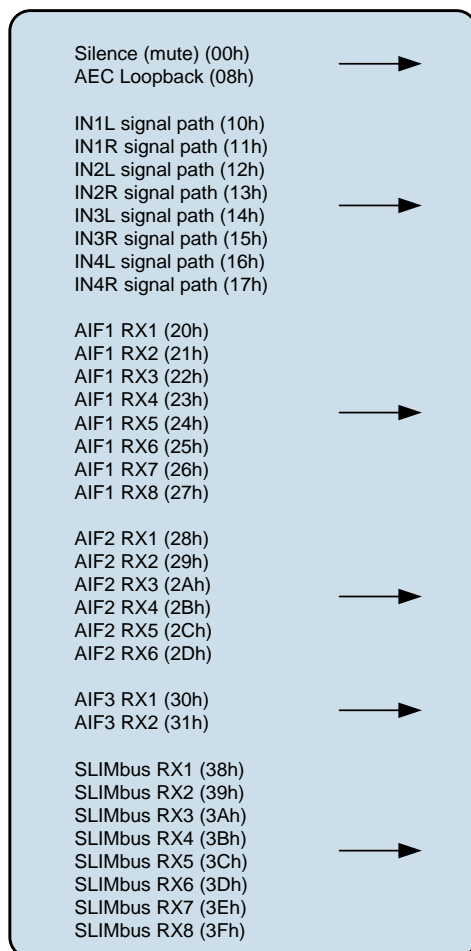 Silence (mute) (00h)
AEC Loopback (08h)
IN1L signal path (10h)
IN1R signal path (11h)
IN2L signal path (12h)
IN2R signal path (13h)
IN3L signal path (14h)
IN3R signal path (15h)
IN4L signal path (16h)
IN4R signal path (17h)
AIF1 RX1 (20h)
AIF1 RX2 (21h)
AIF1 RX3 (22h)
AIF1 RX4 (23h)
AIF1 RX5 (24h)
AIF1 RX6 (25h)
AIF1 RX7 (26h)
AIF1 RX8 (27h)
AIF2 RX1 (28h)
AIF2 RX2 (29h)
AIF2 RX3 (2Ah)
AIF2 RX4 (2Bh)
AIF2 RX5 (2Ch)
AIF2 RX6 (2Dh)
AIF3 RX1 (30h)
AIF3 RX2 (31h)
SLIMbus RX1 (38h)
SLIMbus RX2 (39h)
SLIMbus RX3 (3Ah)
SLIMbus RX4 (3Bh)
SLIMbus RX5 (3Ch)
SLIMbus RX6 (3Dh)
SLIMbus RX7 (3Eh)
SLIMbus RX8 (3Fh)